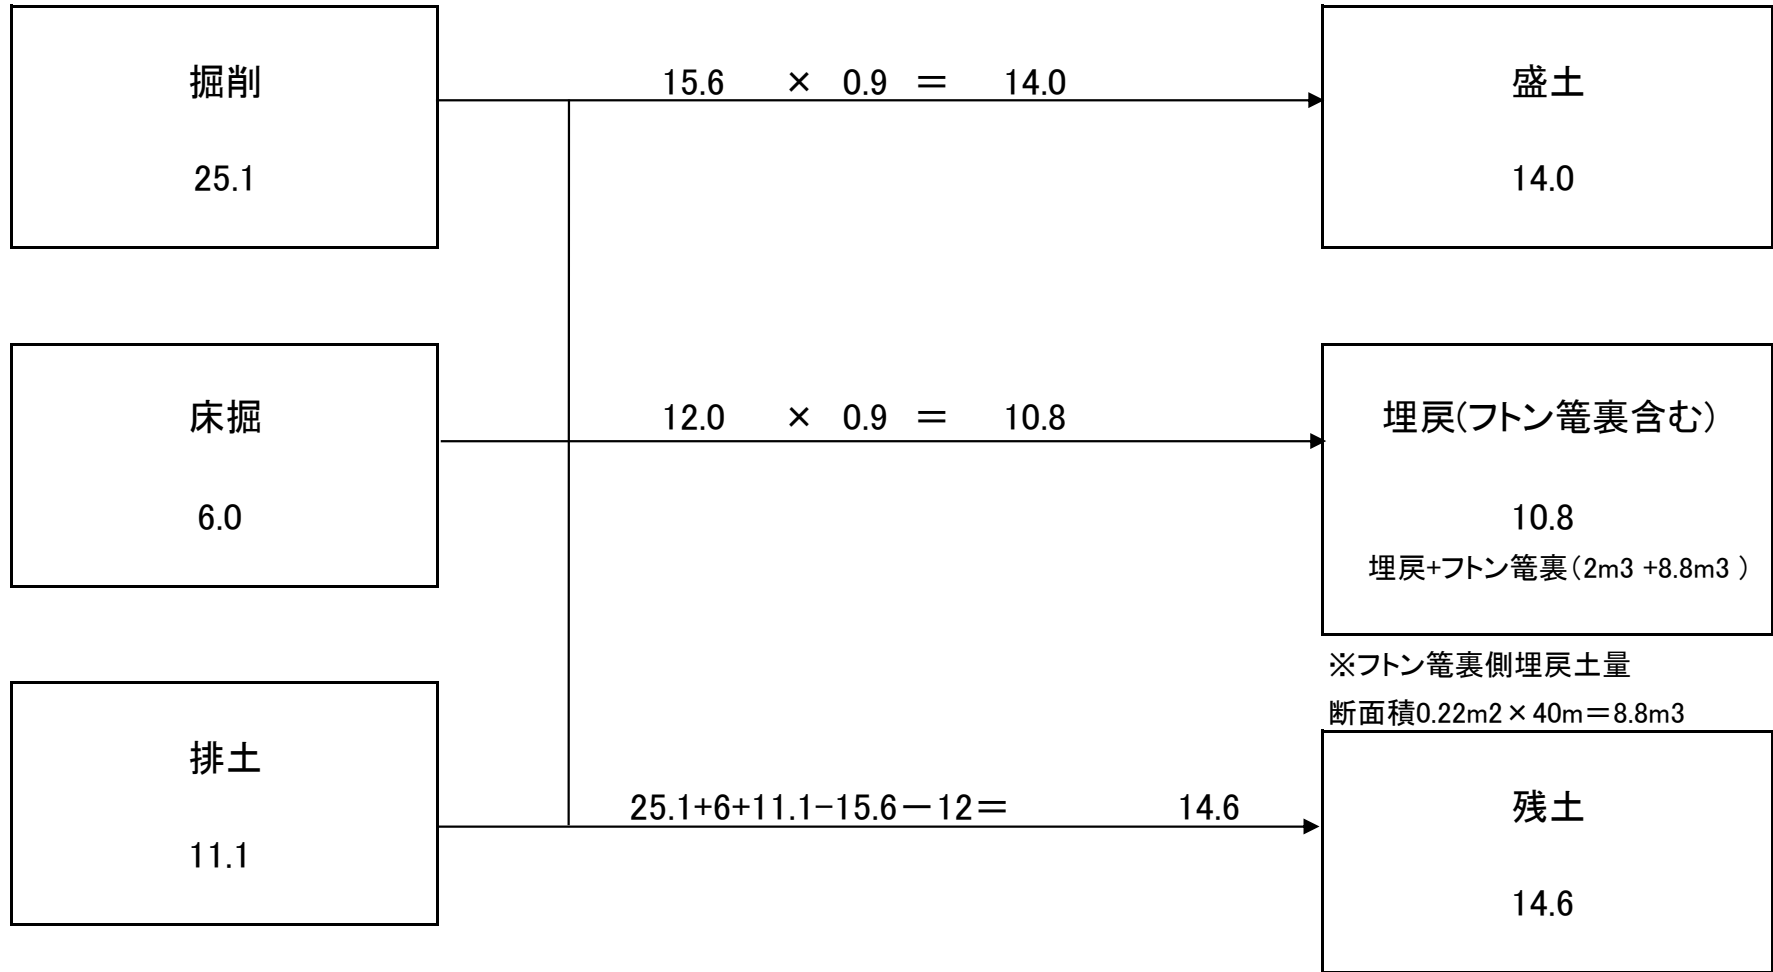 掘削
15.6 × 0.9 ＝ 14.0
盛土
25.1
14.0
床掘
12.0 × 0.9 ＝ 10.8
埋戻(フトン篭裏含む)
6.0
10.8
埋戻+フトン篭裏（2m3 +8.8m3 ）
※フトン篭裏側埋戻土量
断面積0.22m2×40m＝8.8m3
排土
25.1+6+11.1-15.6－12＝ 14.6
残土
11.1
14.6